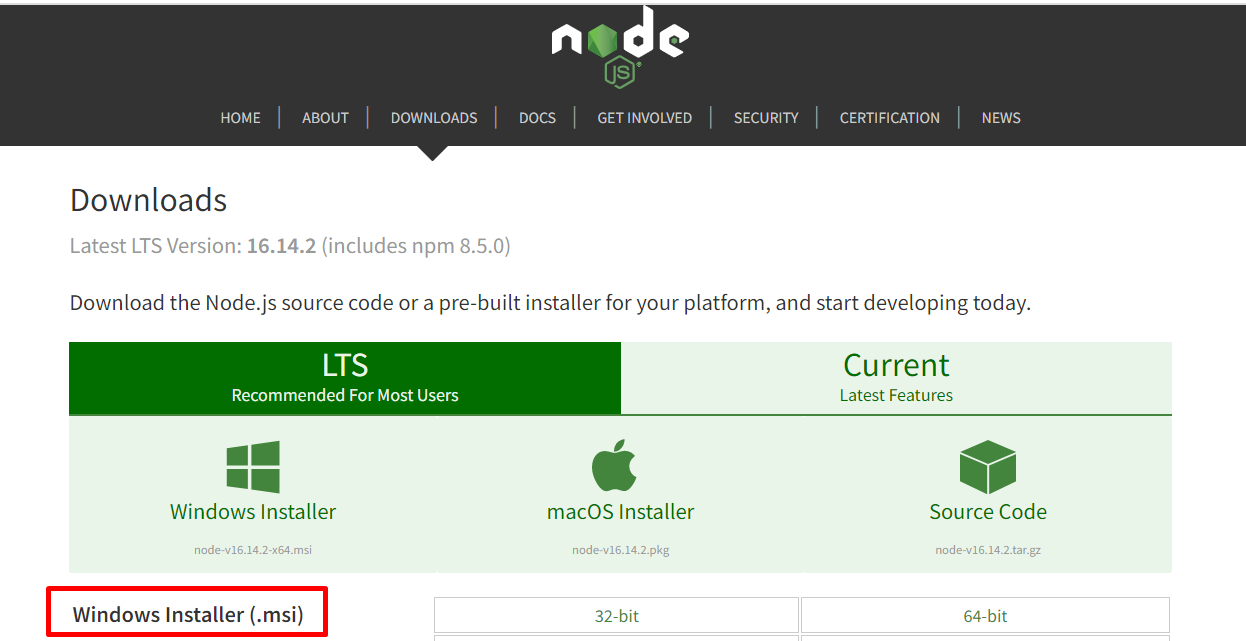 node
JS
HOME | ABOUT | DOWNLOADS | DOCS | GET INVOLVED | SECURITY | CERTIFICATION | NEWS
Downloads
Latest LTS Version: 16.14.2 (includes npm 8.5.0)
Download the Node.js source code or a pre-built installer for your platform, and start developing today.
LTS Current
Recommended For Most Users Latest Features
Windows Installer macOS Installer Source Code
node-v16.14.2-x64.msi node-v16.14.2.pkg node-v16.14.2.tar.gz
Windows Installer (.msi) 32-bit 64-bit